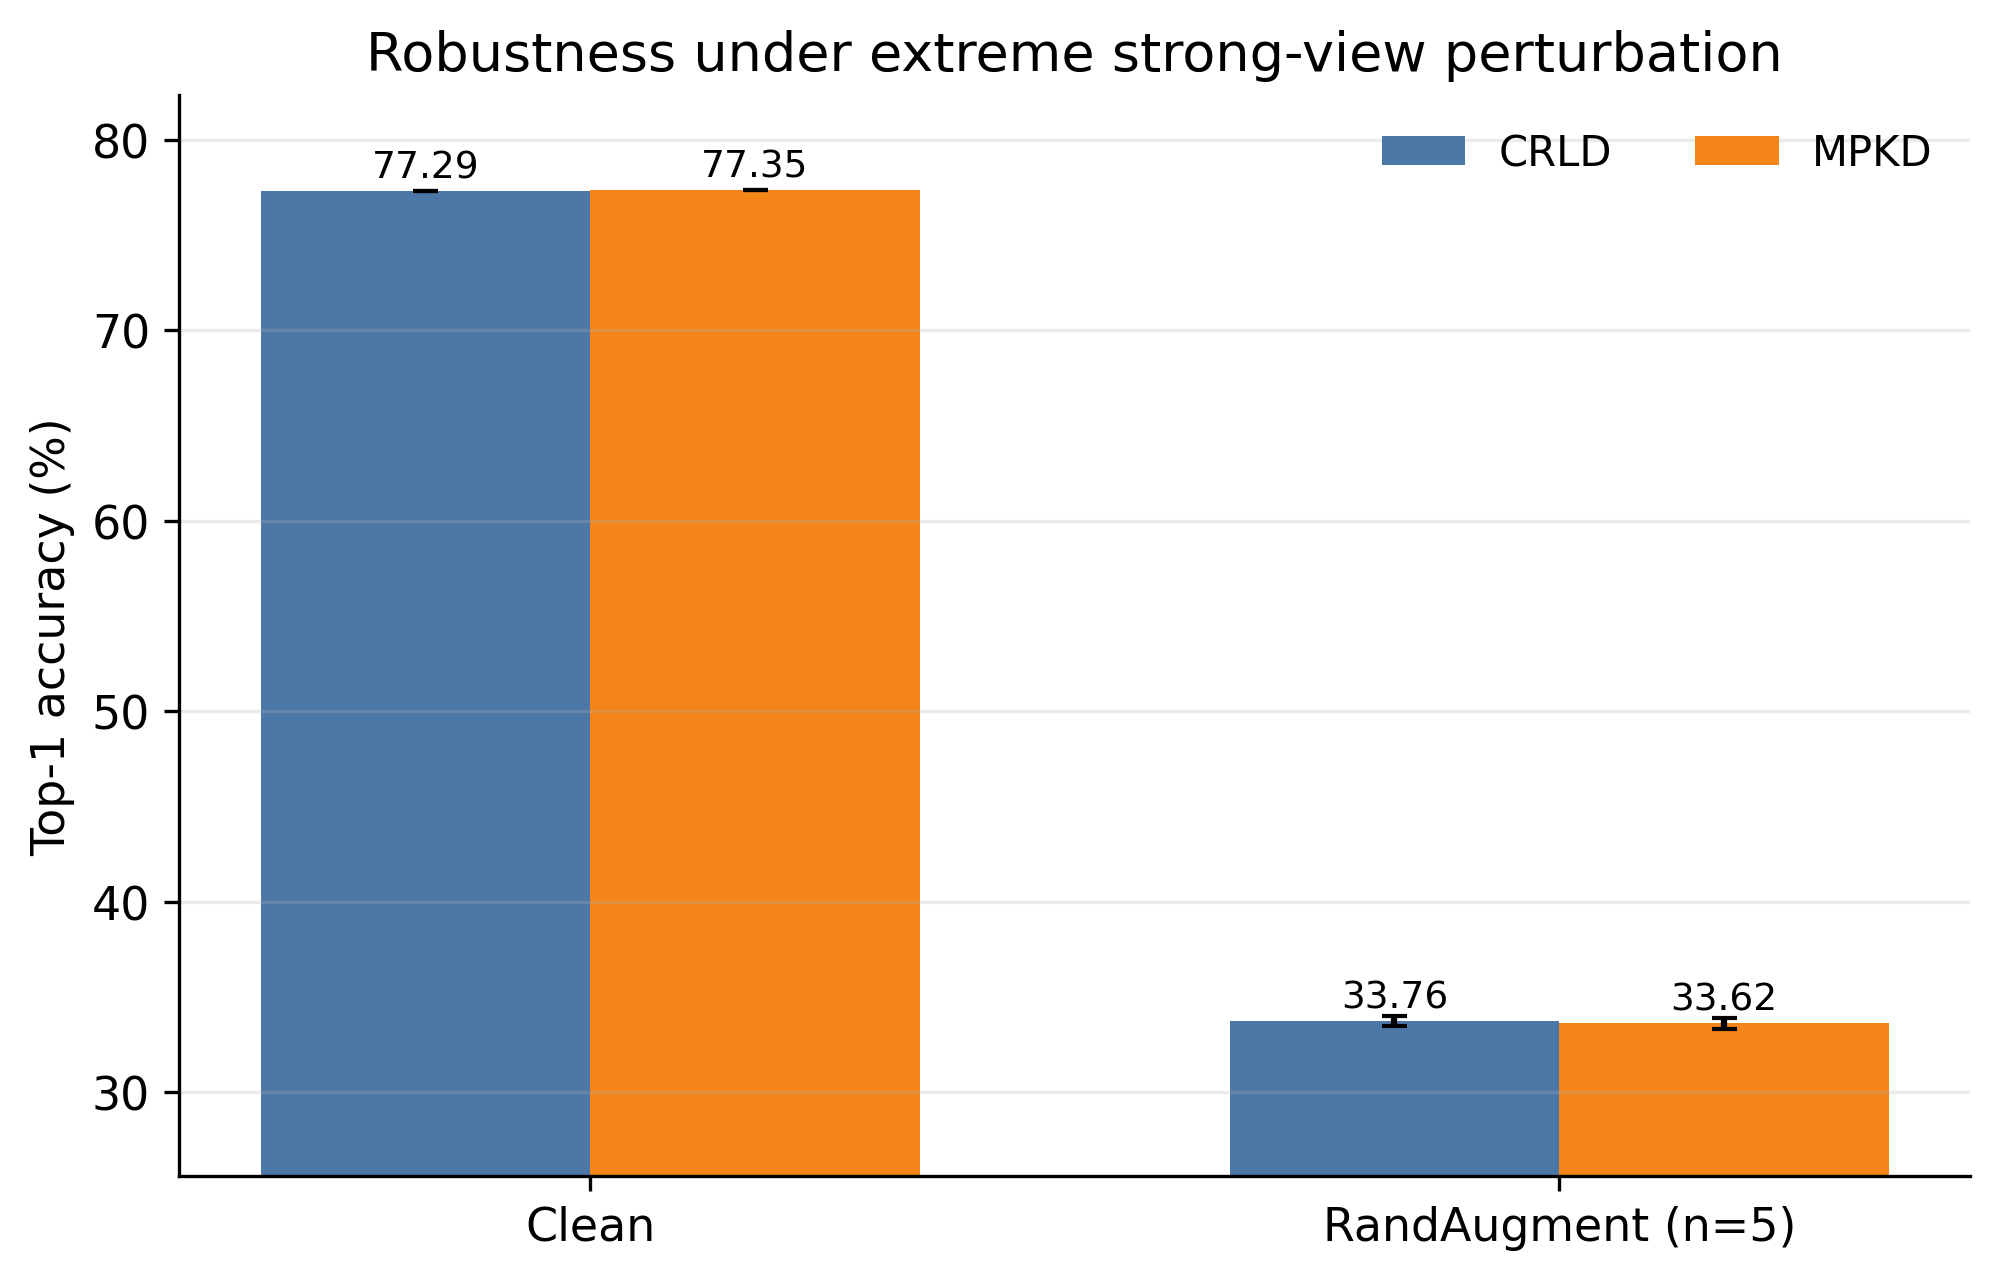 Robustness under extreme strong-view perturbation
CRLD
MPKD
Top-1 accuracy (%)
80
70
60
50
40
30
77.29
77.35
33.76
33.62
Clean
RandAugment (n=5)